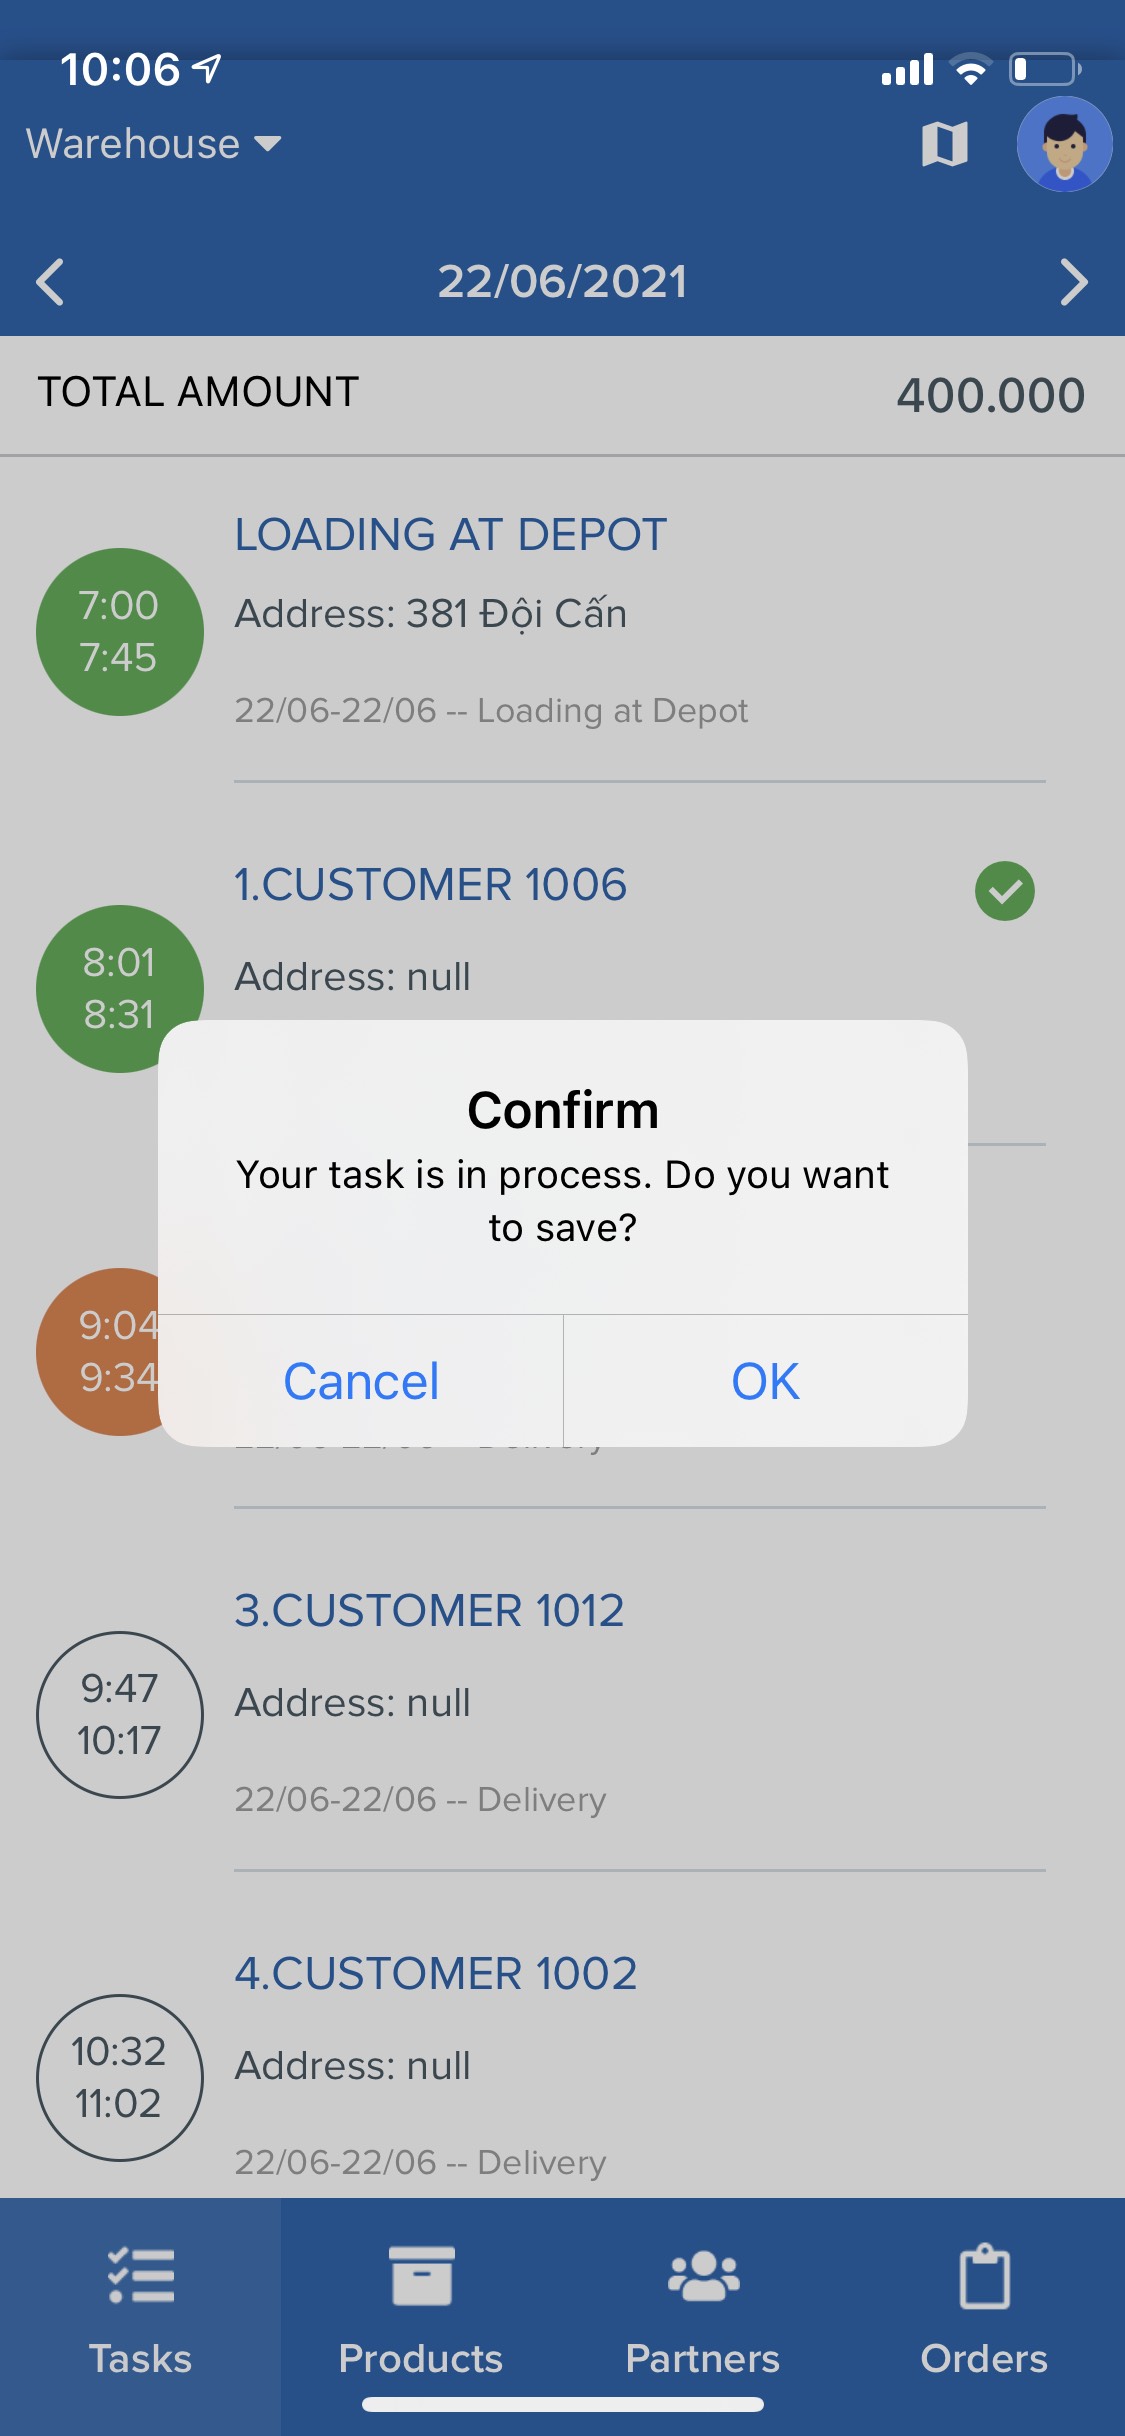 10:06
Warehouse
22/06/2021
TOTAL AMOUNT 400.000
LOADING AT DEPOT
7:00
7:45
Address: 381 Đội Cấn
22/06-22/06 -- Loading at Depot
1.CUSTOMER 1006
8:01
8:31
Address: null
Confirm
Your task is in process. Do you want
to save?
9:04
9:34
Cancel
OK
3.CUSTOMER 1012
9:47
10:17
Address: null
22/06-22/06 -- Delivery
4.CUSTOMER 1002
10:32
11:02
Address: null
22/06-22/06 -- Delivery
Tasks
Products
Partners
Orders